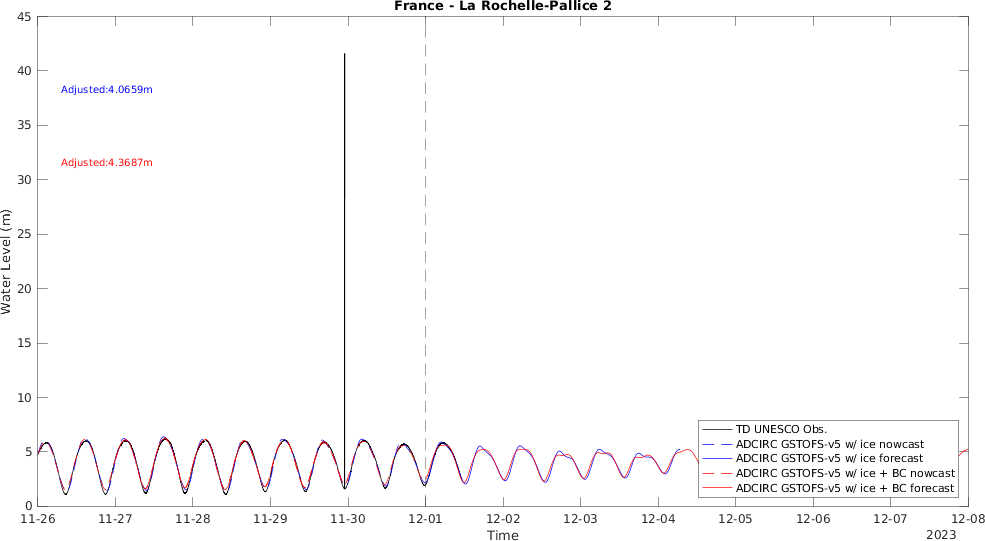 France - La Rochelle-Pallice 2
Water Level (m)
45
40
35
30
25
20
15
10
5
0
Adjusted:4.0659m
Adjusted:4.3687m
TD UNESCO Obs.
ADCIRC GSTOFS-v5 w/ ice nowcast
ADCIRC GSTOFS-v5 w/ ice forecast
ADCIRC GSTOFS-v5 w/ ice + BC nowcast
ADCIRC GSTOFS-v5 w/ ice + BC forecast
11-26 11-27 11-28 11-29 11-30 12-01 12-02 12-03 12-04 12-05 12-06 12-07 12-08
Time
2023